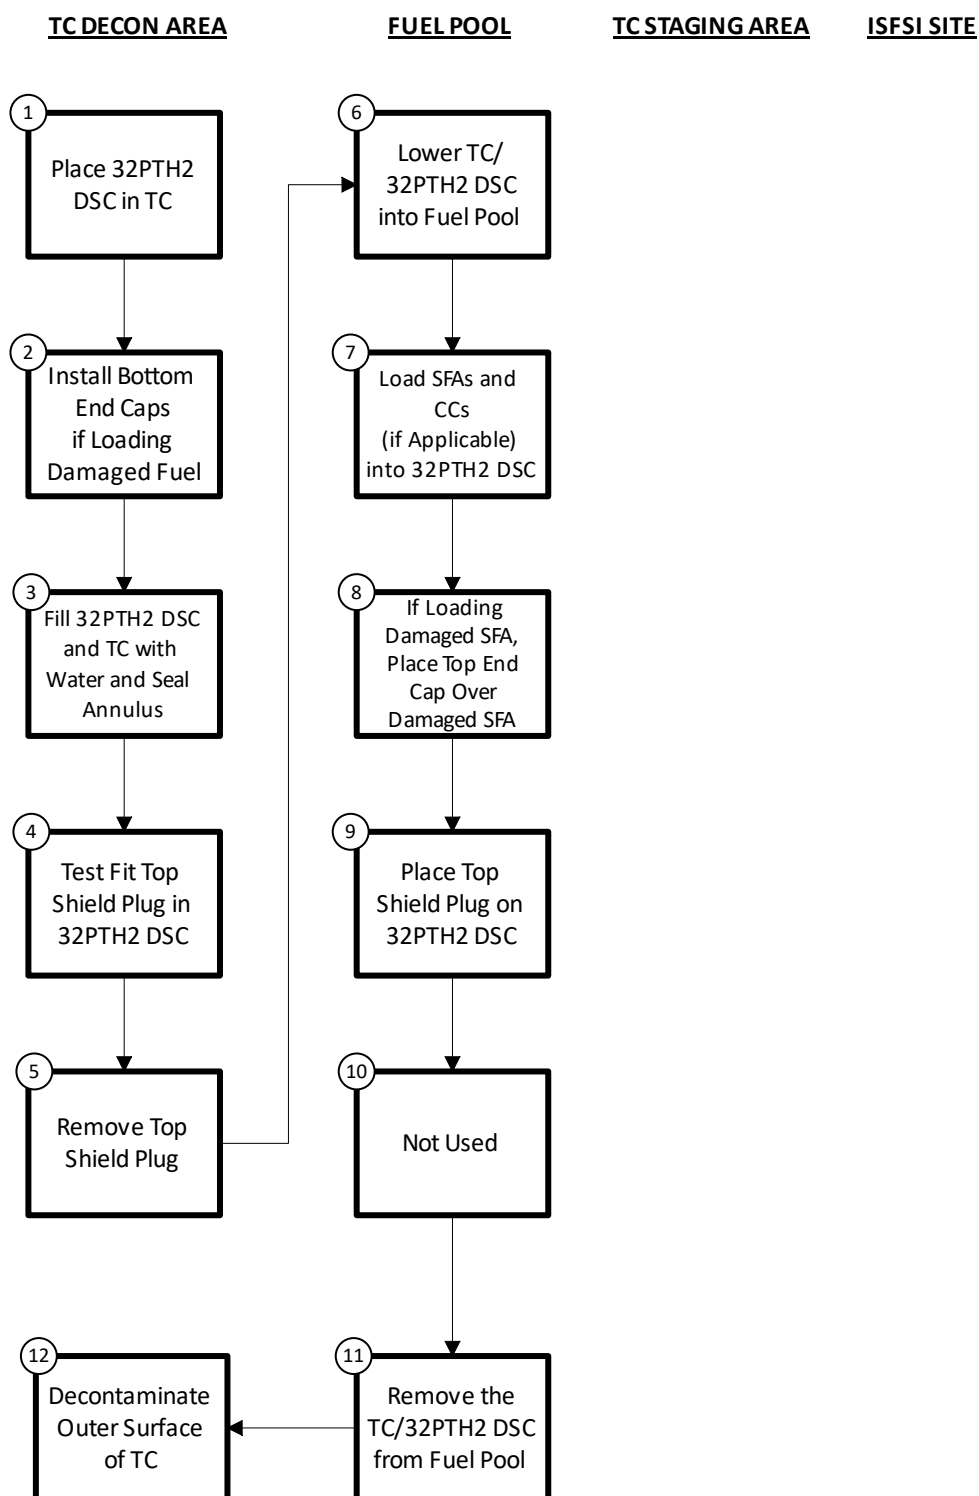 TC DECON AREA
FUEL POOL
TC STAGING AREA
ISFSI SITE
1
Place 32PTH2
DSC in TC
2
Install Bottom
End Caps
if Loading
Damaged Fuel
3
Fill 32PTH2 DSC
and TC with
Water and Seal
Annulus
4
Test Fit Top
Shield Plug in
32PTH2 DSC
5
Remove Top
Shield Plug
6
Lower TC/
32PTH2 DSC
into Fuel Pool
7
Load SFAs and
CCs
(if Applicable)
into 32PTH2 DSC
8
If Loading
Damaged SFA,
Place Top End
Cap Over
Damaged SFA
9
Place Top
Shield Plug on
32PTH2 DSC
10
Not Used
11
Remove the
TC/32PTH2 DSC
from Fuel Pool
12
Decontaminate
Outer Surface
of TC